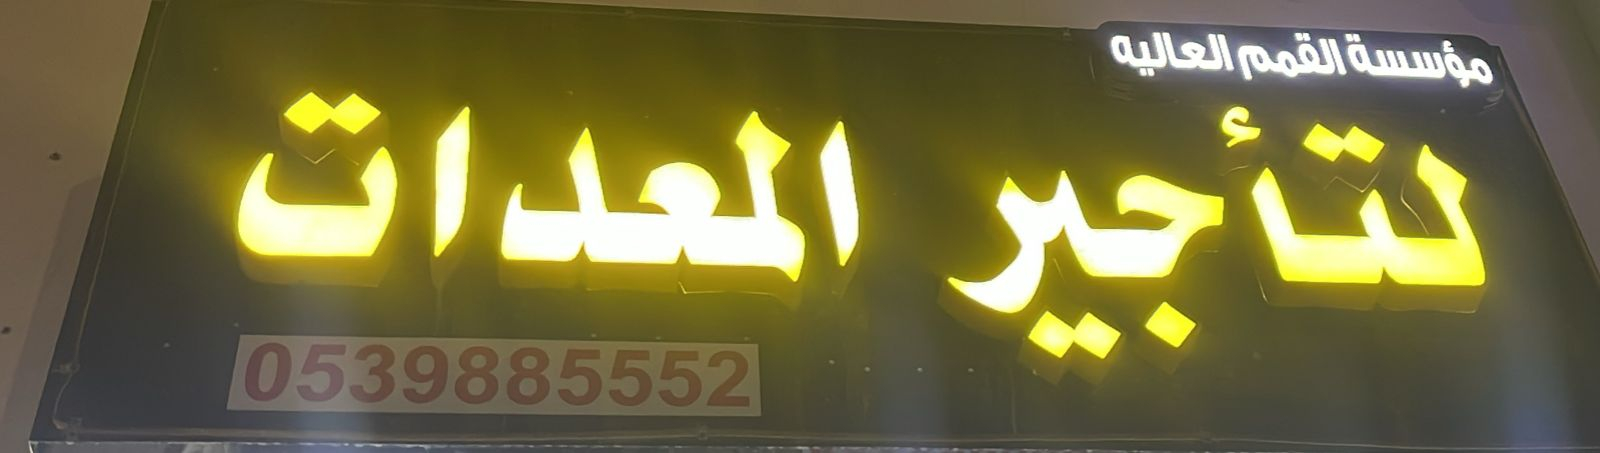 مؤسسة القمم العاليه
لتأجير المعدات
0539885552